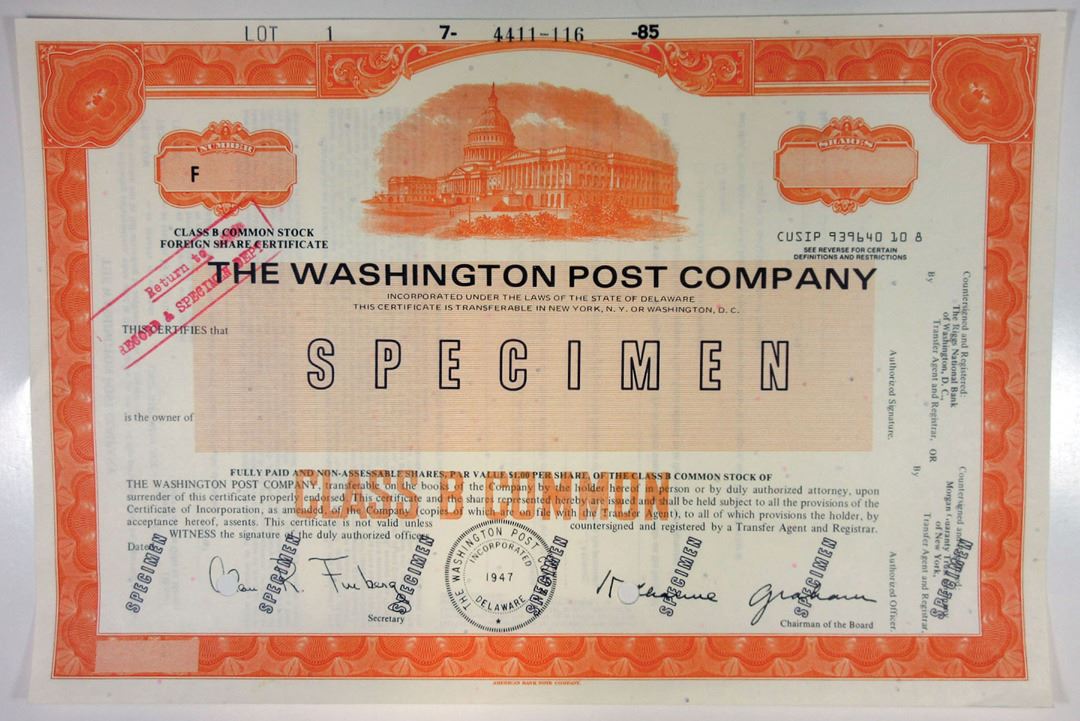 LOT 1 7- 4411-116 -85
NUMBER
SHARES
F
CLASS B COMMON STOCK
FOREIGN SHARE CERTIFICATE
CUSIP 939640 10 8
SEE REVERSE FOR CERTAIN
DEFINITIONS AND RESTRICTIONS
Return to
RECORD & SPECIMEN DEPT
THE WASHINGTON POST COMPANY
INCORPORATED UNDER THE LAWS OF THE STATE OF DELAWARE
THIS CERTIFICATE IS TRANSFERABLE IN NEW YORK, N. Y. OR WASHINGTON, D. C.
THIS CERTIFIES that
SPECIMEN
is the owner of
FULLY PAID AND NON-ASSESSABLE SHARES, PAR VALUE $1.00 PER SHARE, OF THE CLASS B COMMON STOCK OF
THE WASHINGTON POST COMPANY, transferable on the books of the Company by the holder hereof in person or by duly authorized attorney, upon
surrender of this certificate properly endorsed. This certificate and the shares represented hereby are issued and shall be held subject to all the provisions of the
Certificate of Incorporation, as amended, of the Company (copies of which are on file with the Transfer Agent), to all of which provisions the holder, by
acceptance hereof, assents. This certificate is not valid unless countersigned and registered by a Transfer Agent and Registrar.
WITNESS the signature of the duly authorized officers
CLASS B COMMON
Dated
SPECIMEN
SPECIMEN
SPECIMEN
SPECIMEN
SPECIMEN
SPECIMEN
THE WASHINGTON POST
INCORPORATED
1947
DELAWARE
Katharine Graham
Secretary
Chairman of the Board
Countersigned and Registered:
The Riggs National Bank
of Washington, D. C.,
Transfer Agent and Registrar, OR
By
Authorized Signature.
Countersigned and
Morgan Guaranty Trust Company
of New York,
Transfer Agent and Registrar.
By
Authorized Officer.
AMERICAN BANK NOTE COMPANY.